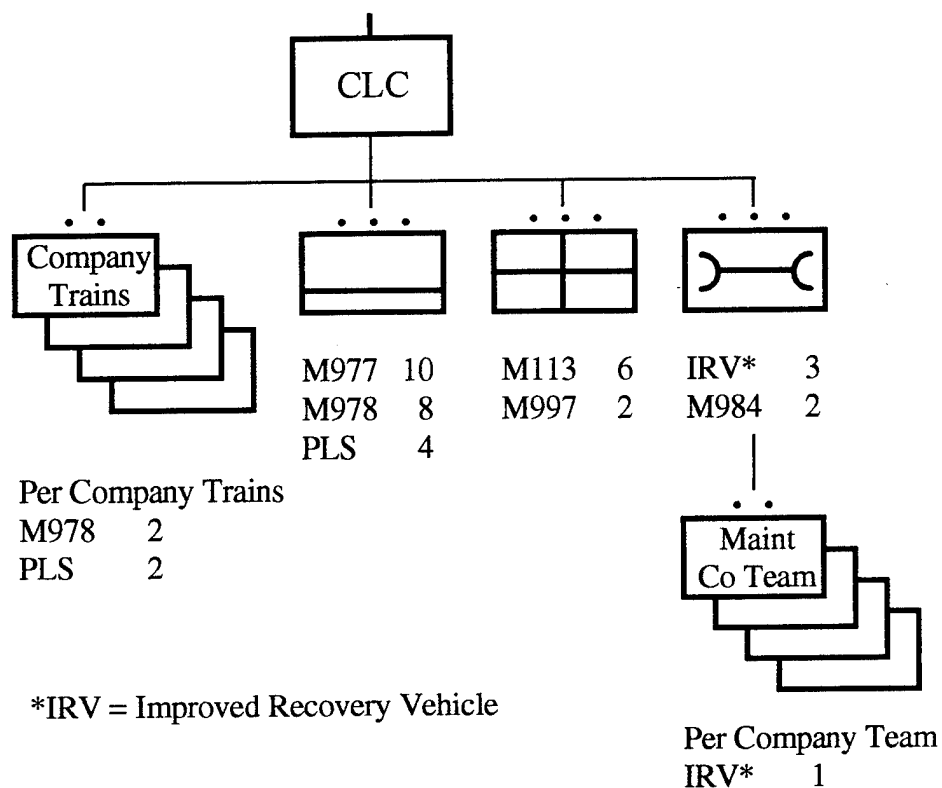 CLC
Company
Trains
M977 10
M978 8
PLS 4
M113 6
M997 2
IRV* 3
M984 2
Per Company Trains
M978 2
PLS 2
Maint
Co Team
*IRV = Improved Recovery Vehicle
Per Company Team
IRV* 1